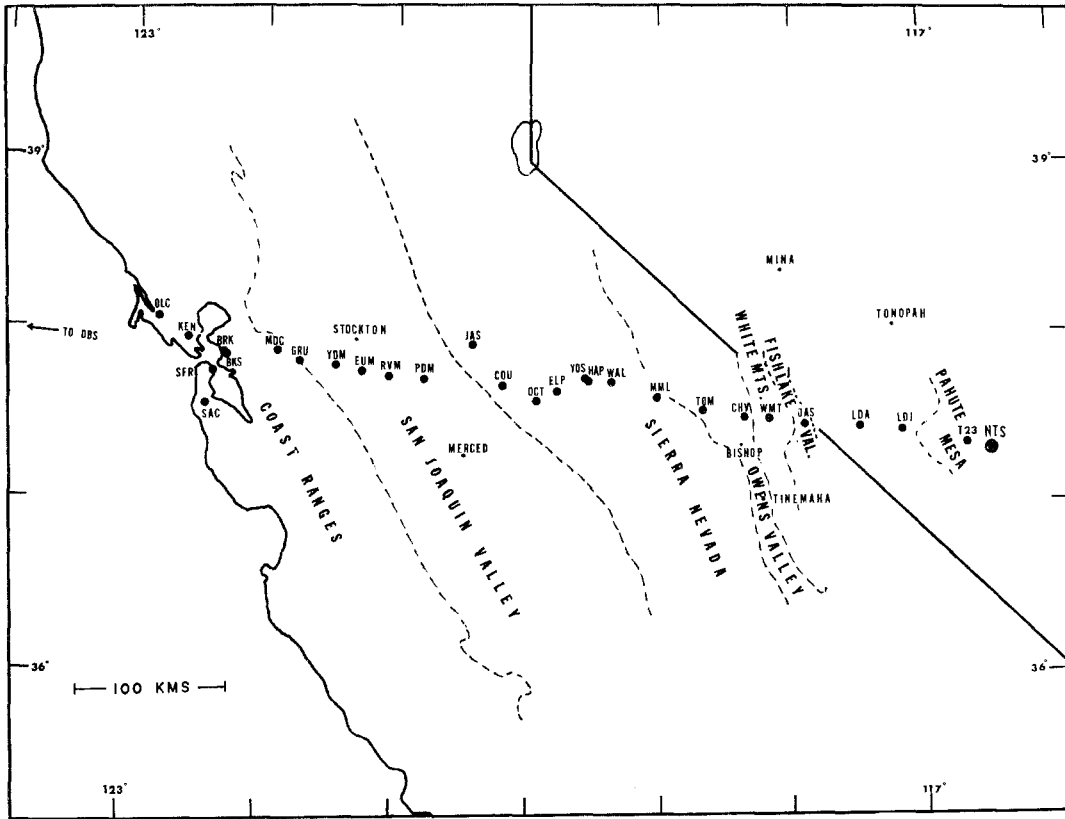 123°
117°
39°
39°
MINA
OLC
TONOPAH
KEN
STOCKTON
JAS
TO OBS
BRK
MDC
GRU
BKS
SFR
YDM
EUM
RVM
PDM
COU
YOS
HAP
WAL
ELP
OCT
MML
TOM
CHV
WMT
JAS
LDA
LDI
T23
NTS
SAC
WHITE MTS.
FISHLAKE VAL.
PAHUTE MESA
COAST RANGES
SAN JOAQUIN VALLEY
MERCED
SIERRA NEVADA
BISHOP
OWENS VALLEY
TINEMAHA
36°
36°
100 KMS
123°
117°